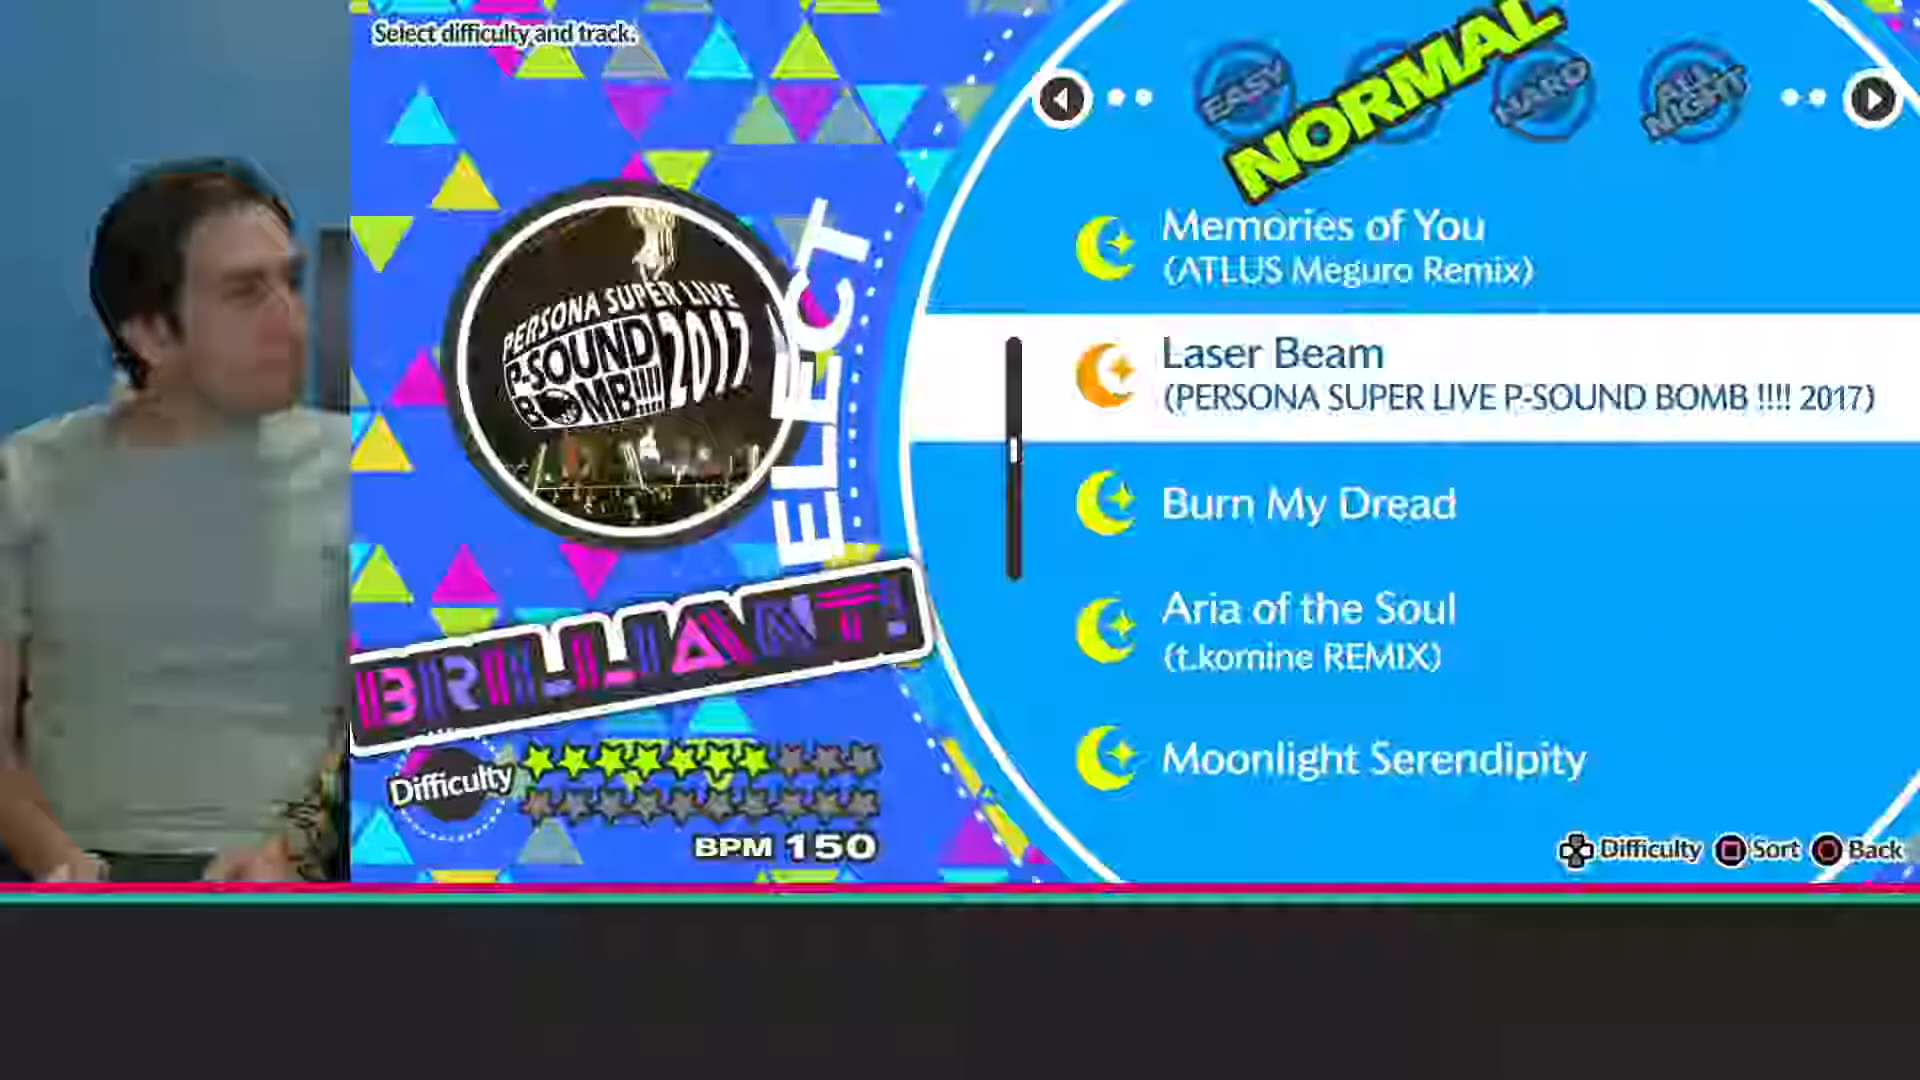 Select difficulty and track.
EASY
NORMAL
HARD
ALL
NIGHT
Memories of You
(ATLUS Meguro Remix)
Laser Beam
(PERSONA SUPER LIVE P-SOUND BOMB !!!! 2017)
Burn My Dread
Aria of the Soul
(t.komine REMIX)
Moonlight Serendipity
PERSONA SUPER LIVE
P-SOUND
BOMB!!!! 2017
ELECT
BRILLIANT!
Difficulty
BPM 150
Difficulty Sort Back